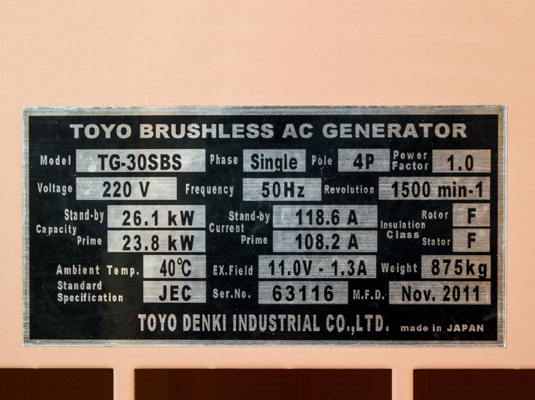 TOYO BRUSHLESS AC GENERATOR
Model TG-30SBS Phase Single Pole 4P Power Factor 1.0
Voltage 220 V Frequency 50Hz Revolution 1500 min-1
Capacity Stand-by 26.1 kW Current Stand-by 118.6 A Insulation Class Rotor F
Prime 23.8 kW Prime 108.2 A Stator F
Ambient Temp. 40℃ EX.Field 11.0V - 1.3A Weight 875kg
Standard Specification JEC Ser.No. 63116 M.F.D. Nov. 2011
TOYO DENKI INDUSTRIAL CO.,LTD. made in JAPAN